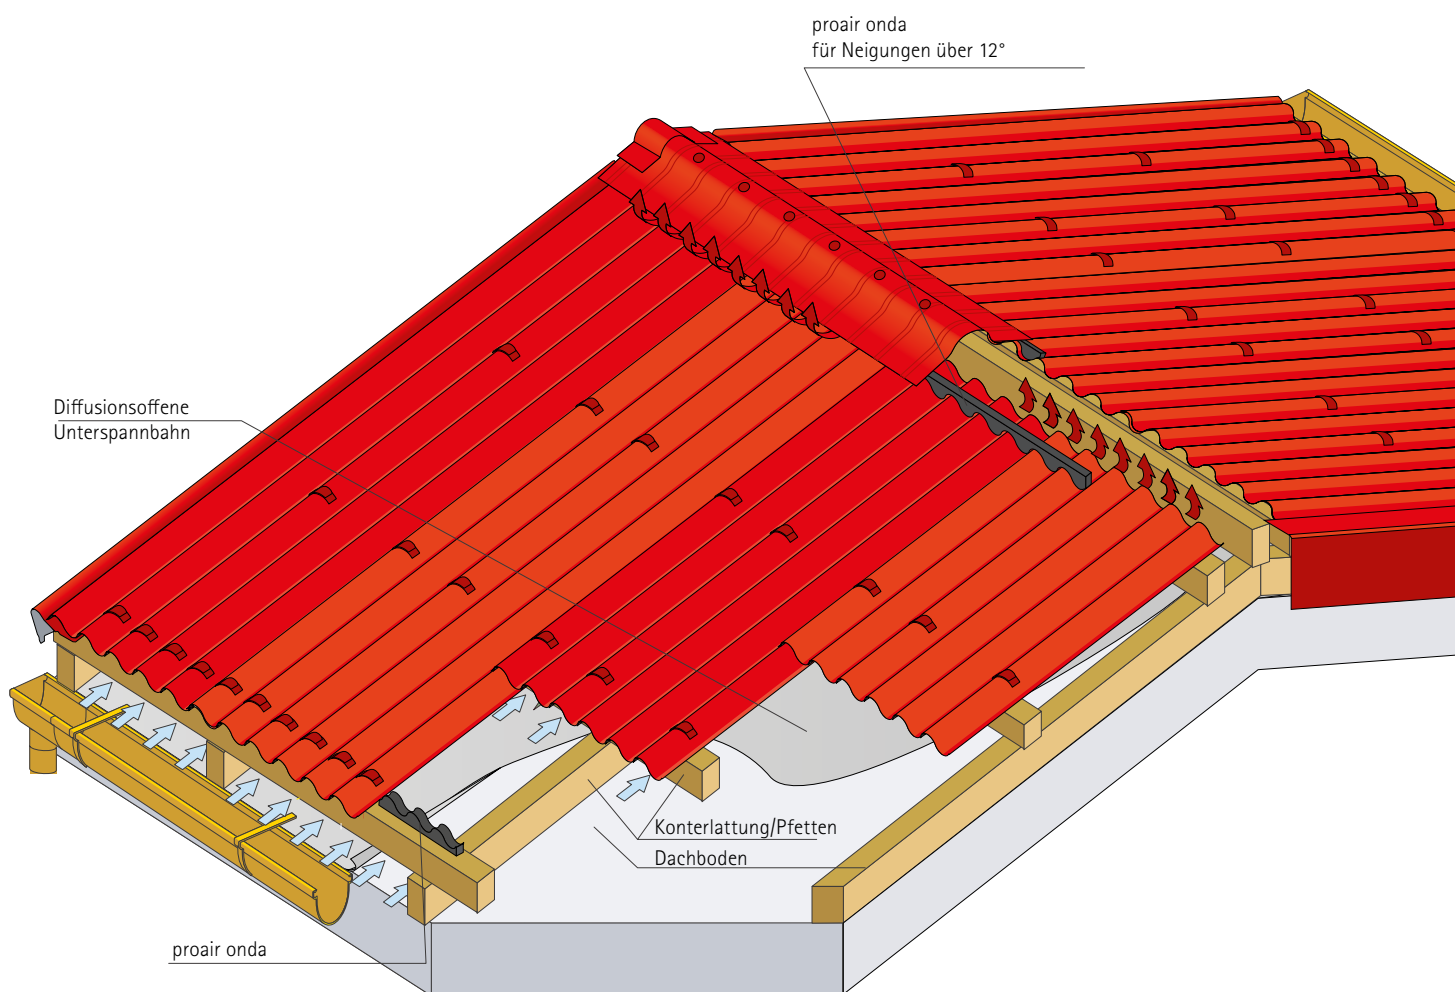 proair onda
für Neigungen über 12°
Diffusionsoffene
Unterspannbahn
Konterlattung/Pfetten
Dachboden
proair onda